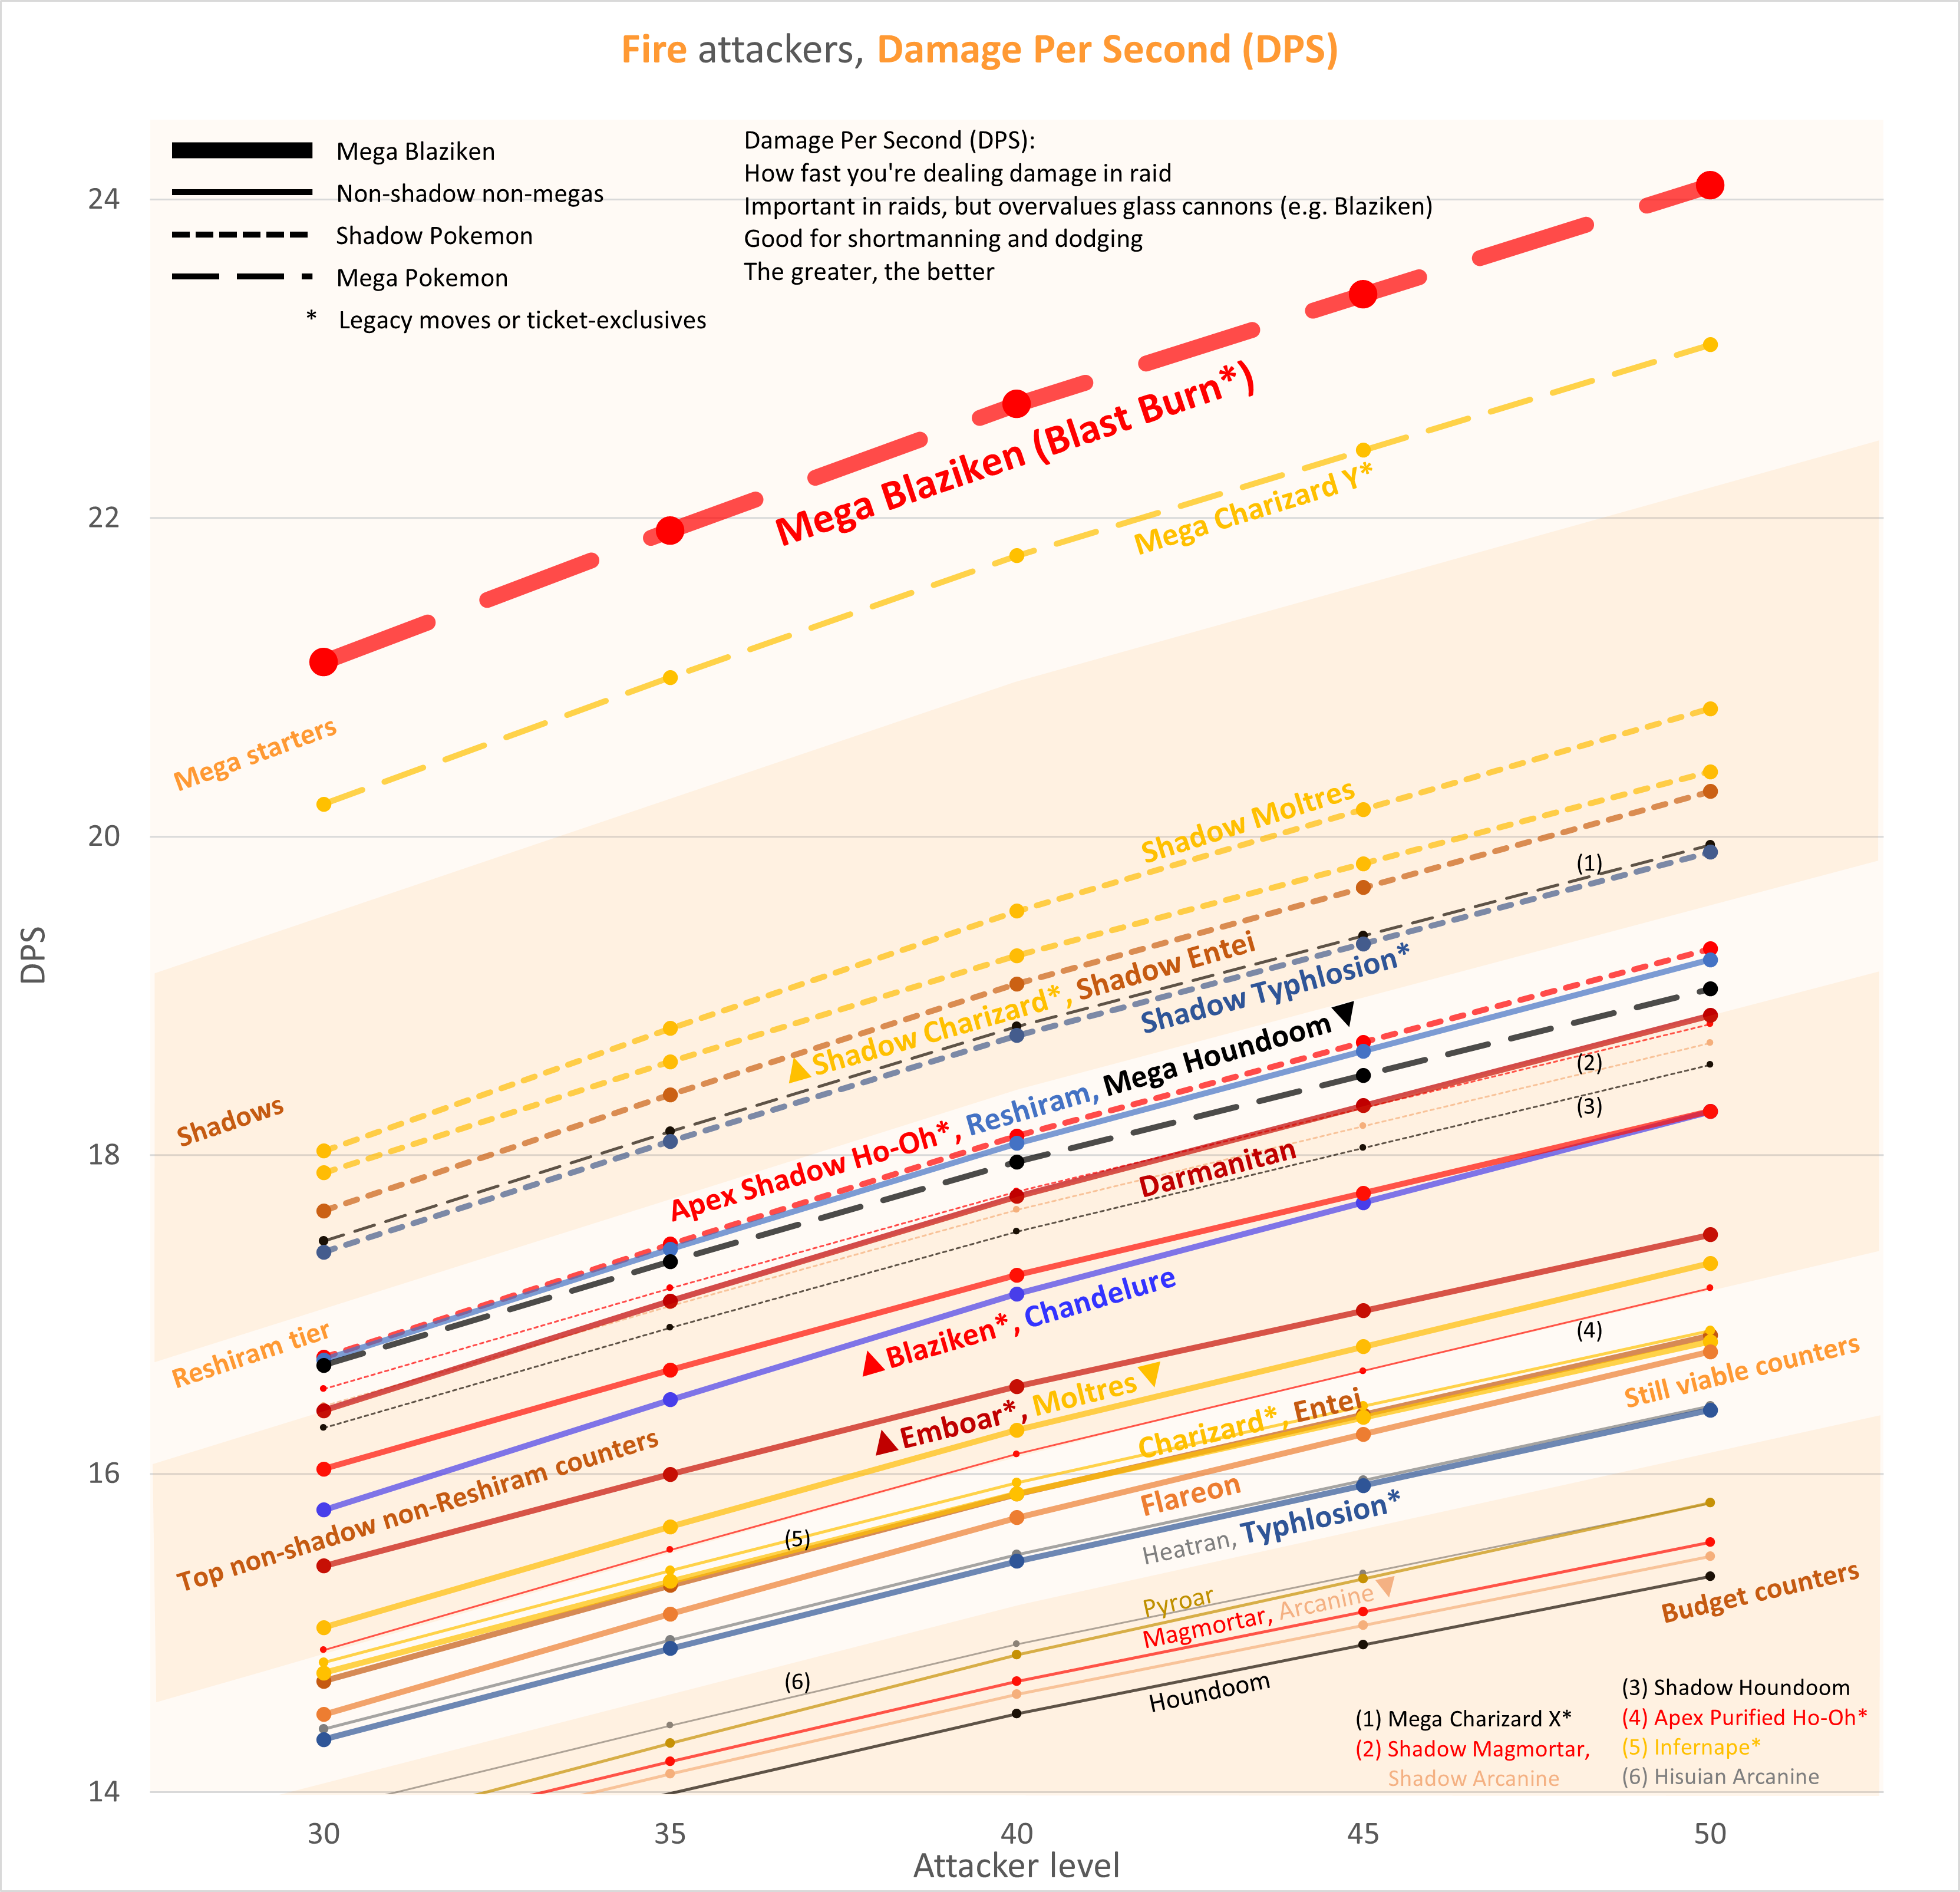 Fire attackers, Damage Per Second (DPS)
Mega Blaziken
Non-shadow non-megas
Shadow Pokemon
Mega Pokemon
* Legacy moves or ticket-exclusives
Damage Per Second (DPS):
How fast you're dealing damage in raid
Important in raids, but overvalues glass cannons (e.g. Blaziken)
Good for shortmanning and dodging
The greater, the better
24
22
20
18
16
14
DPS
Mega Blaziken (Blast Burn*)
Mega Charizard Y*
Mega starters
Shadow Moltres
(1)
▲Shadow Charizard*, Shadow Entei
Shadow Typhlosion*
Shadows
Apex Shadow Ho-Oh*, Reshiram, Mega Houndoom▼
(2)
(3)
Darmanitan
Reshiram tier
▲Blaziken*, Chandelure
(4)
▲Emboar*, Moltres▼
Still viable counters
Charizard*, Entei
Top non-shadow non-Reshiram counters
Flareon
(5)
Heatran, Typhlosion*
Pyroar
Magmortar, Arcanine▼
Budget counters
(6)
Houndoom
(1) Mega Charizard X*
(2) Shadow Magmortar,
Shadow Arcanine
(3) Shadow Houndoom
(4) Apex Purified Ho-Oh*
(5) Infernape*
(6) Hisuian Arcanine
30
35
40
45
50
Attacker level